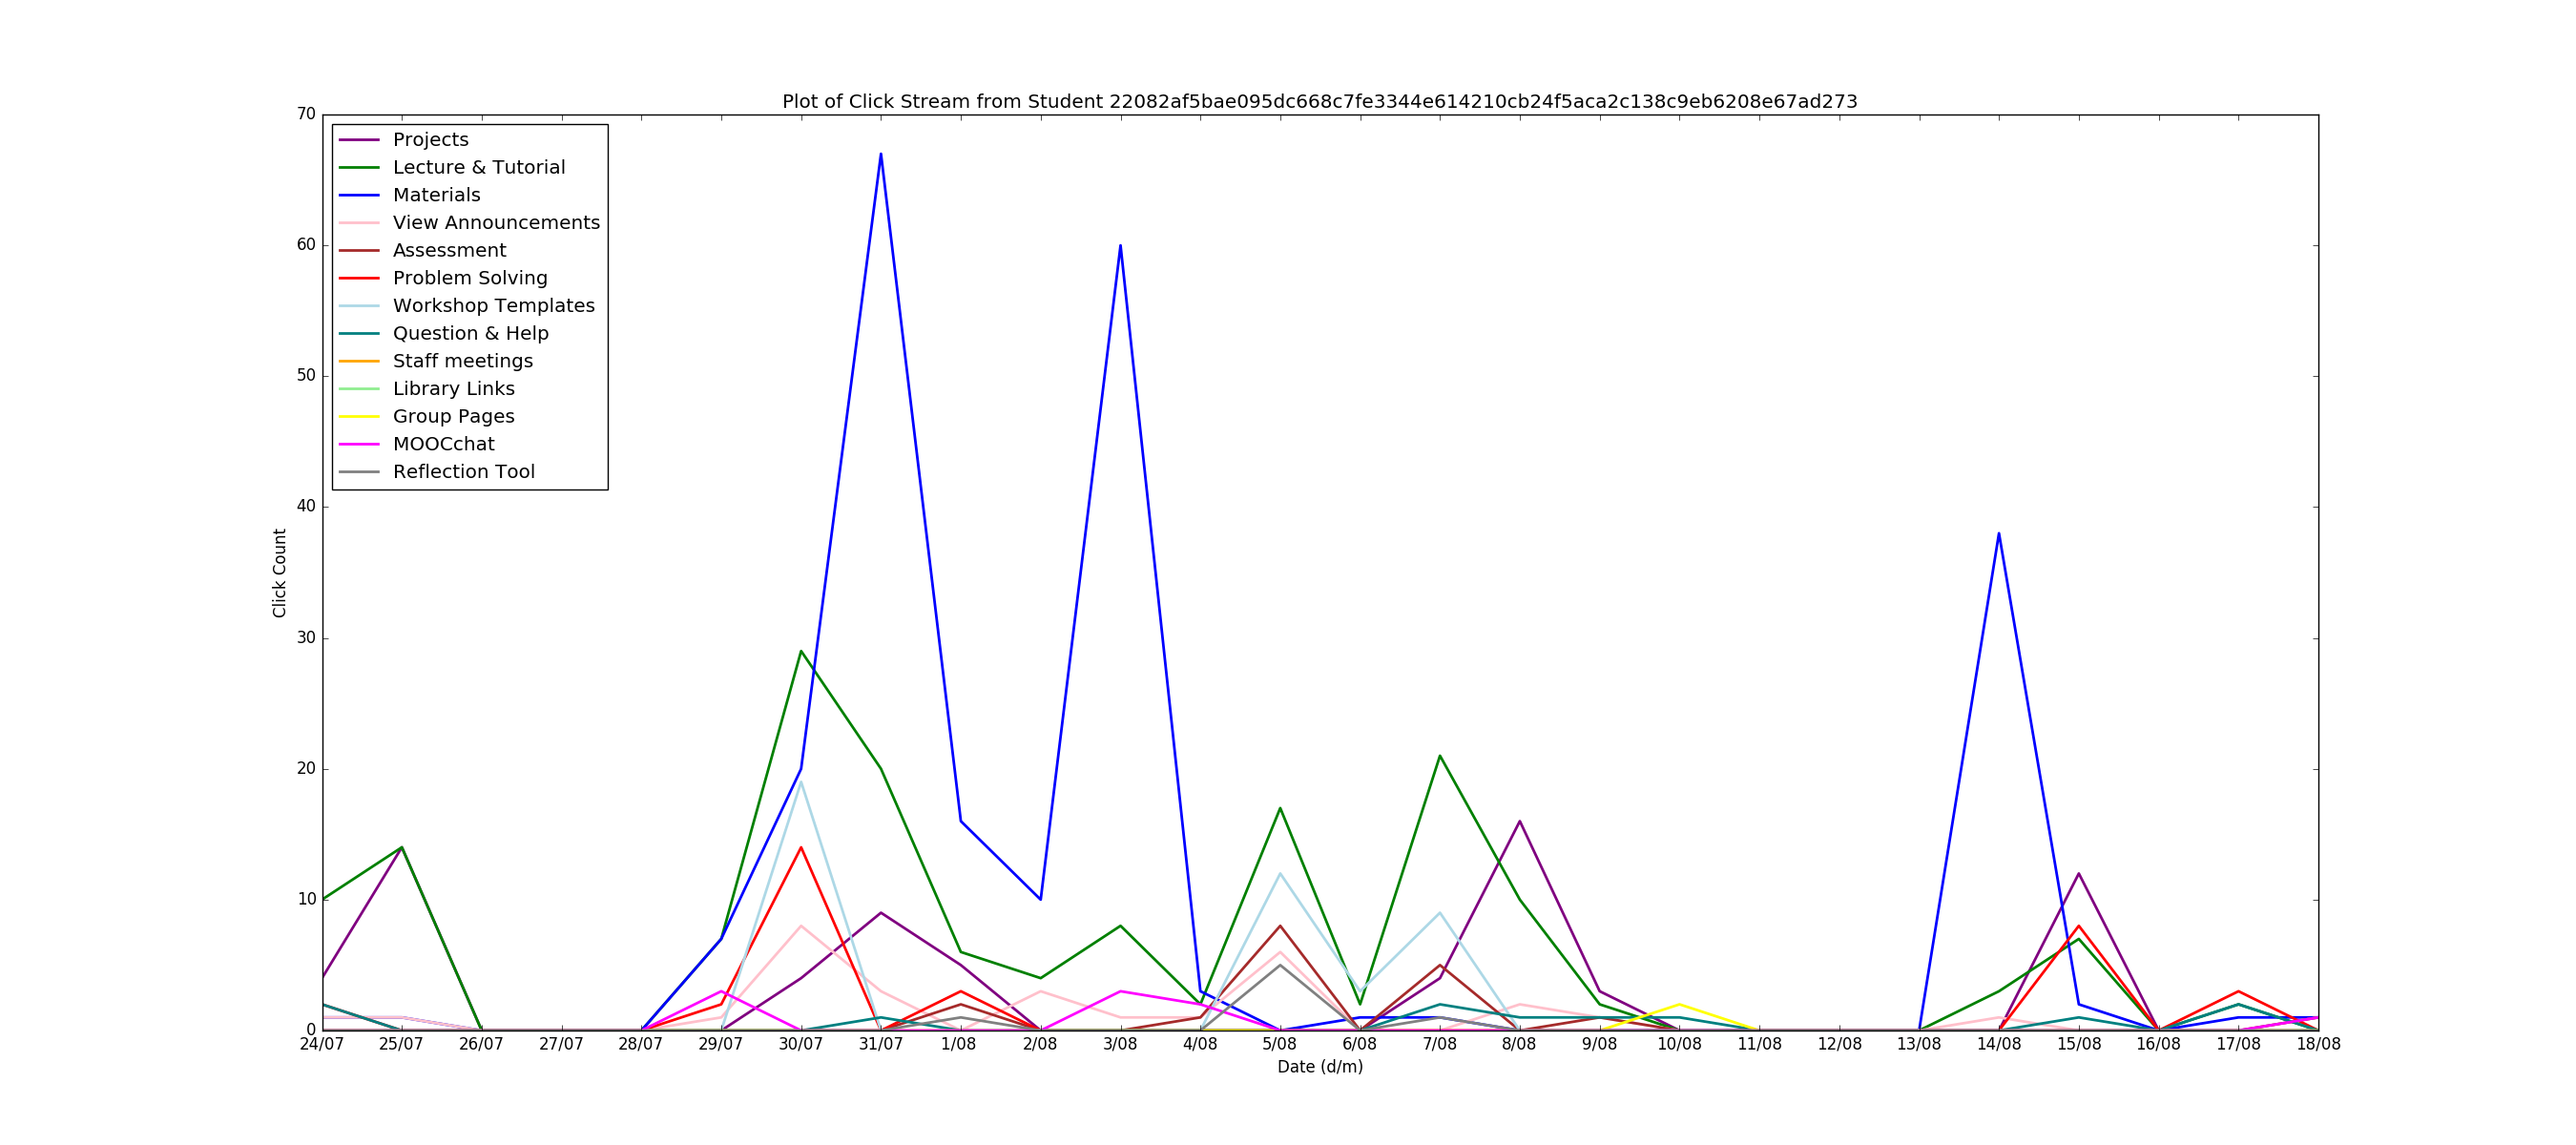 Plot of Click Stream from Student 22082af5bae095dc668c7fe3344e614210cb24f5aca2c138c9eb6208e67ad273
70
60
50
40
30
20
10
0
Click Count
Projects
Lecture & Tutorial
Materials
View Announcements
Assessment
Problem Solving
Workshop Templates
Question & Help
Staff meetings
Library Links
Group Pages
MOOCchat
Reflection Tool
24/07 25/07 26/07 27/07 28/07 29/07 30/07 31/07 1/08 2/08 3/08 4/08 5/08 6/08 7/08 8/08 9/08 10/08 11/08 12/08 13/08 14/08 15/08 16/08 17/08 18/08
Date (d/m)